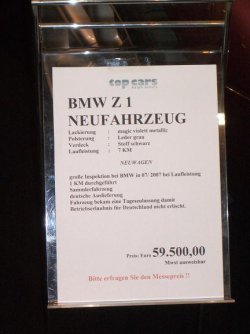 top cars
BMW Z 1
NEUFAHRZEUG
Lackierung : magic violett metallic
Polsterung : Leder grau
Verdeck : Stoff schwarz
Laufleistung : 7 KM
NEUWAGEN
große Inspektion bei BMW in 07/ 2007 bei Laufleistung
1 KM durchgeführt
Sammlerfahrzeug
deutsche Auslieferung
Fahrzeug bekam eine Tageszulassung damit
Betriebserlaubnis für Deutschland nicht erlischt.
Preis: Euro 59.500,00
Mwst ausweisbar
Bitte erfragen Sie den Messepreis !!